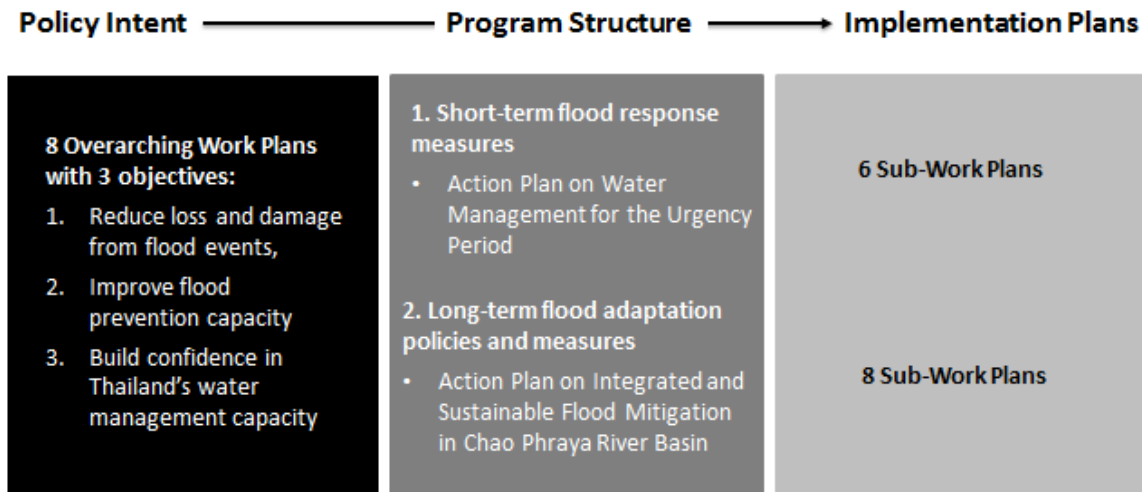 Policy Intent
Program Structure
Implementation Plans
8 Overarching Work Plans
with 3 objectives:
1. Reduce loss and damage
from flood events,
2. Improve flood
prevention capacity
3. Build confidence in
Thailand's water
management capacity
1. Short-term flood response
measures
• Action Plan on Water
Management for the Urgency
Period
2. Long-term flood adaptation
policies and measures
• Action Plan on Integrated and
Sustainable Flood Mitigation
in Chao Phraya River Basin
6 Sub-Work Plans
8 Sub-Work Plans